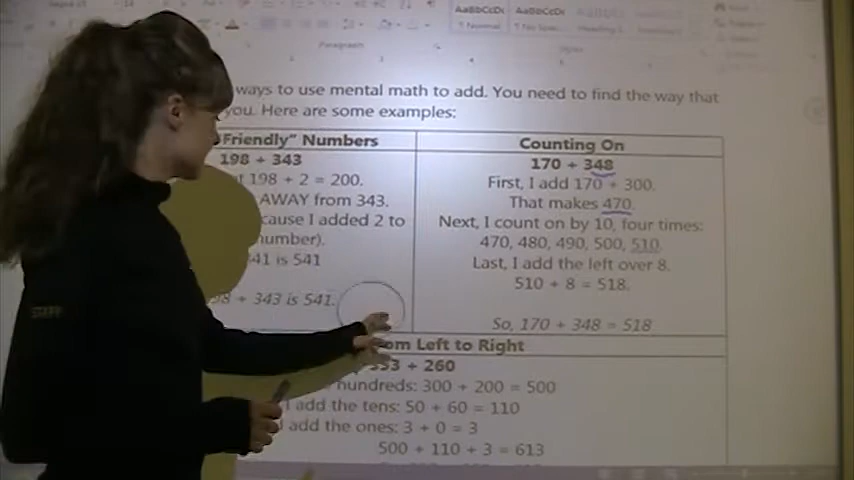 AaBbCcDc AaBbCcDc
Normal
Paragraph
ways to use mental math to add. You need to find the way that
you. Here are some examples:
Friendly" Numbers
198 + 343
198 + 2 = 200.
AWAY from 343.
cause I added 2 to
number).
41 is 541
98 + 343 is 541.
Counting On
170 + 348
First, I add 170 + 300.
That makes 470.
Next, I count on by 10, four times:
470, 480, 490, 500, 510.
Last, I add the left over 8.
510 + 8 = 518.
So, 170 + 348 = 518.
om Left to Right
353 + 260
hundreds: 300 + 200 = 500
I add the tens: 50 + 60 = 110
I add the ones: 3 + 0 = 3
500 + 110 + 3 = 613
STAFF